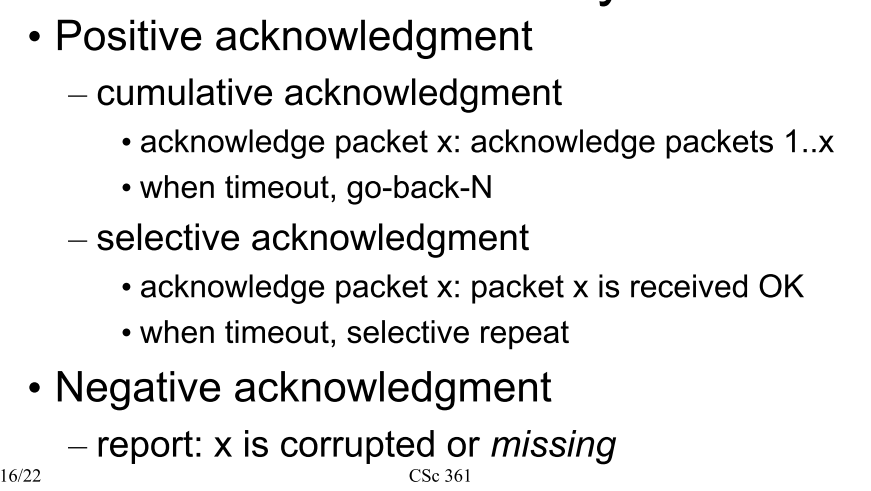 • Positive acknowledgment
– cumulative acknowledgment
• acknowledge packet x: acknowledge packets 1..x
• when timeout, go-back-N
– selective acknowledgment
• acknowledge packet x: packet x is received OK
• when timeout, selective repeat
• Negative acknowledgment
– report: x is corrupted or missing
16/22 CSc 361